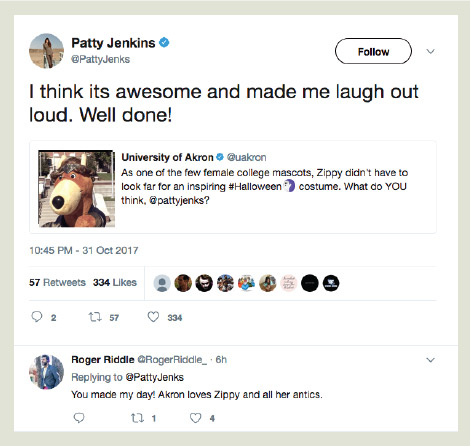 Patty Jenkins
@PattyJenks
Follow
I think its awesome and made me laugh out
loud. Well done!
University of Akron @uakron
As one of the few female college mascots, Zippy didn't have to
look far for an inspiring #Halloween costume. What do YOU
think, @pattyjenks?
10:45 PM - 31 Oct 2017
57 Retweets 334 Likes
2 57 334
Roger Riddle @RogerRiddle_ · 6h
Replying to @PattyJenks
You made my day! Akron loves Zippy and all her antics.
1 4